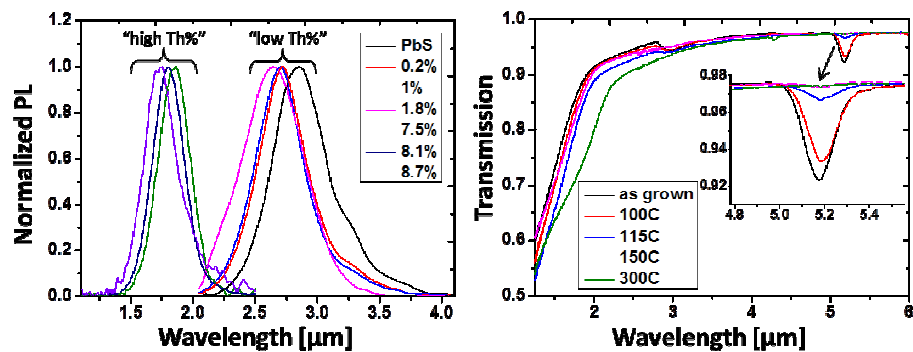 1.2
1.0
0.8
0.6
0.4
0.2
0.0
Normalized PL
"high Th%"
"low Th%"
PbS
0.2%
1%
1.8%
7.5%
8.1%
8.7%
1.5 2.0 2.5 3.0 3.5 4.0
Wavelength [μm]
1.0
0.9
0.8
0.7
0.6
0.5
Transmission
0.98
0.96
0.94
0.92
4.8 5.0 5.2 5.4
as grown
100C
115C
150C
300C
2 3 4 5 6
Wavelength [μm]